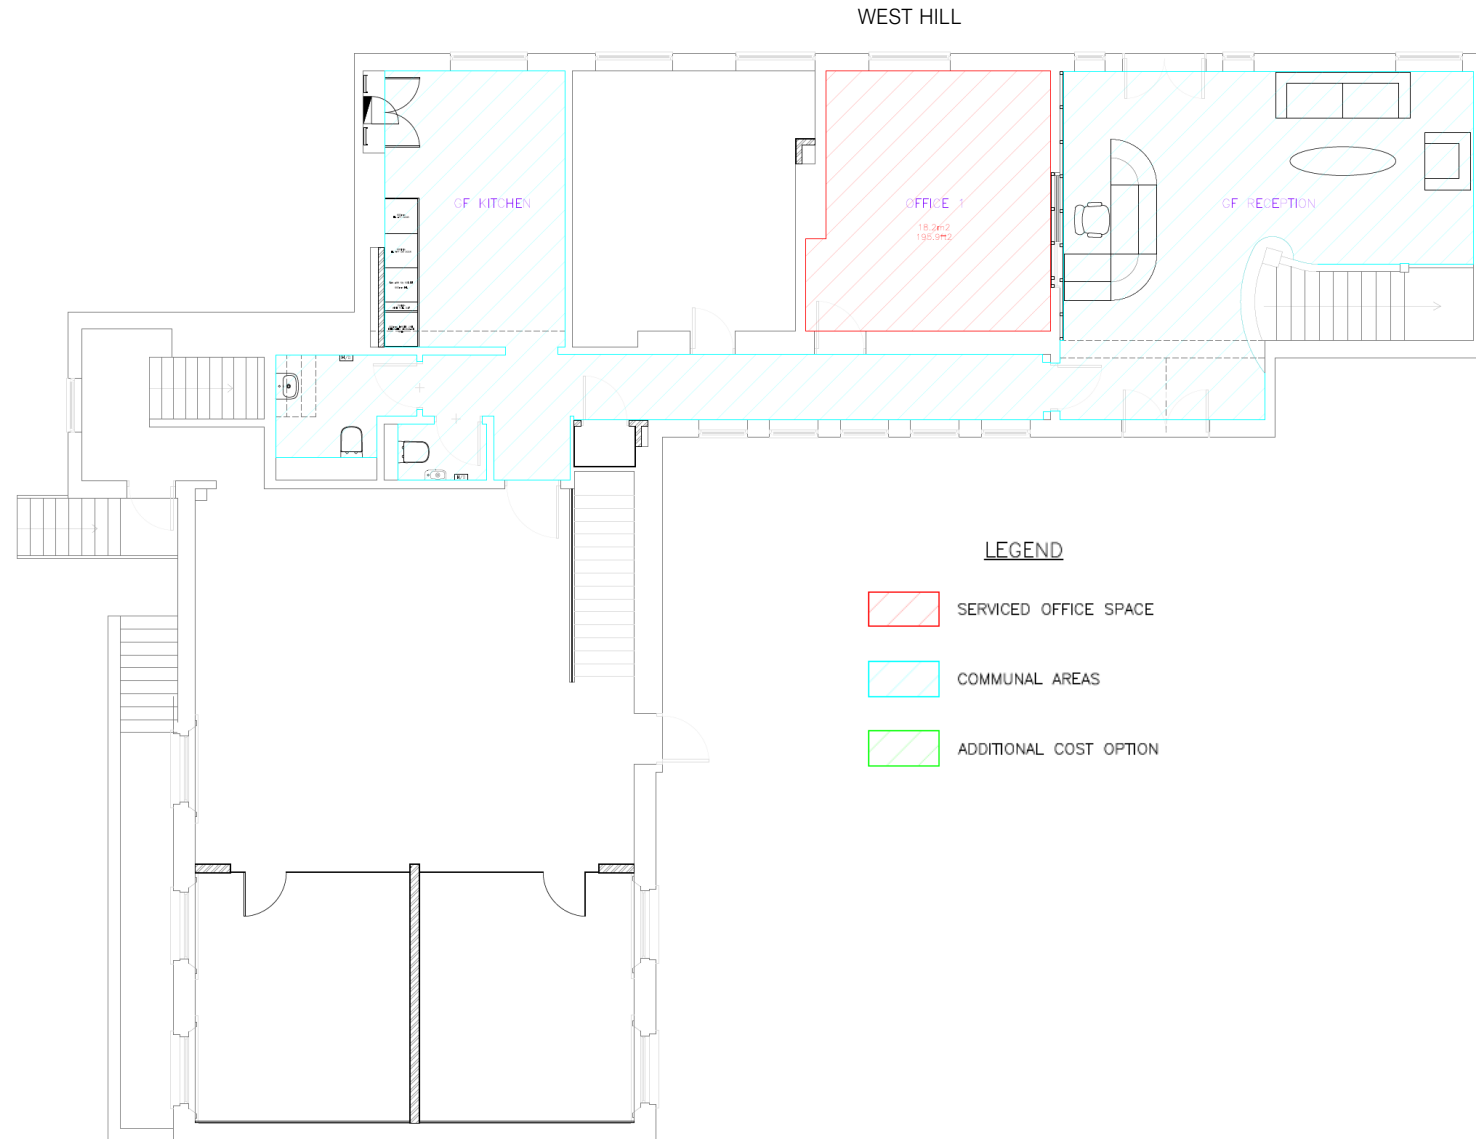 WEST HILL
GF KITCHEN
OFFICE 1
18.2m2
195.9ft2
GF RECEPTION
LEGEND
SERVICED OFFICE SPACE
COMMUNAL AREAS
ADDITIONAL COST OPTION